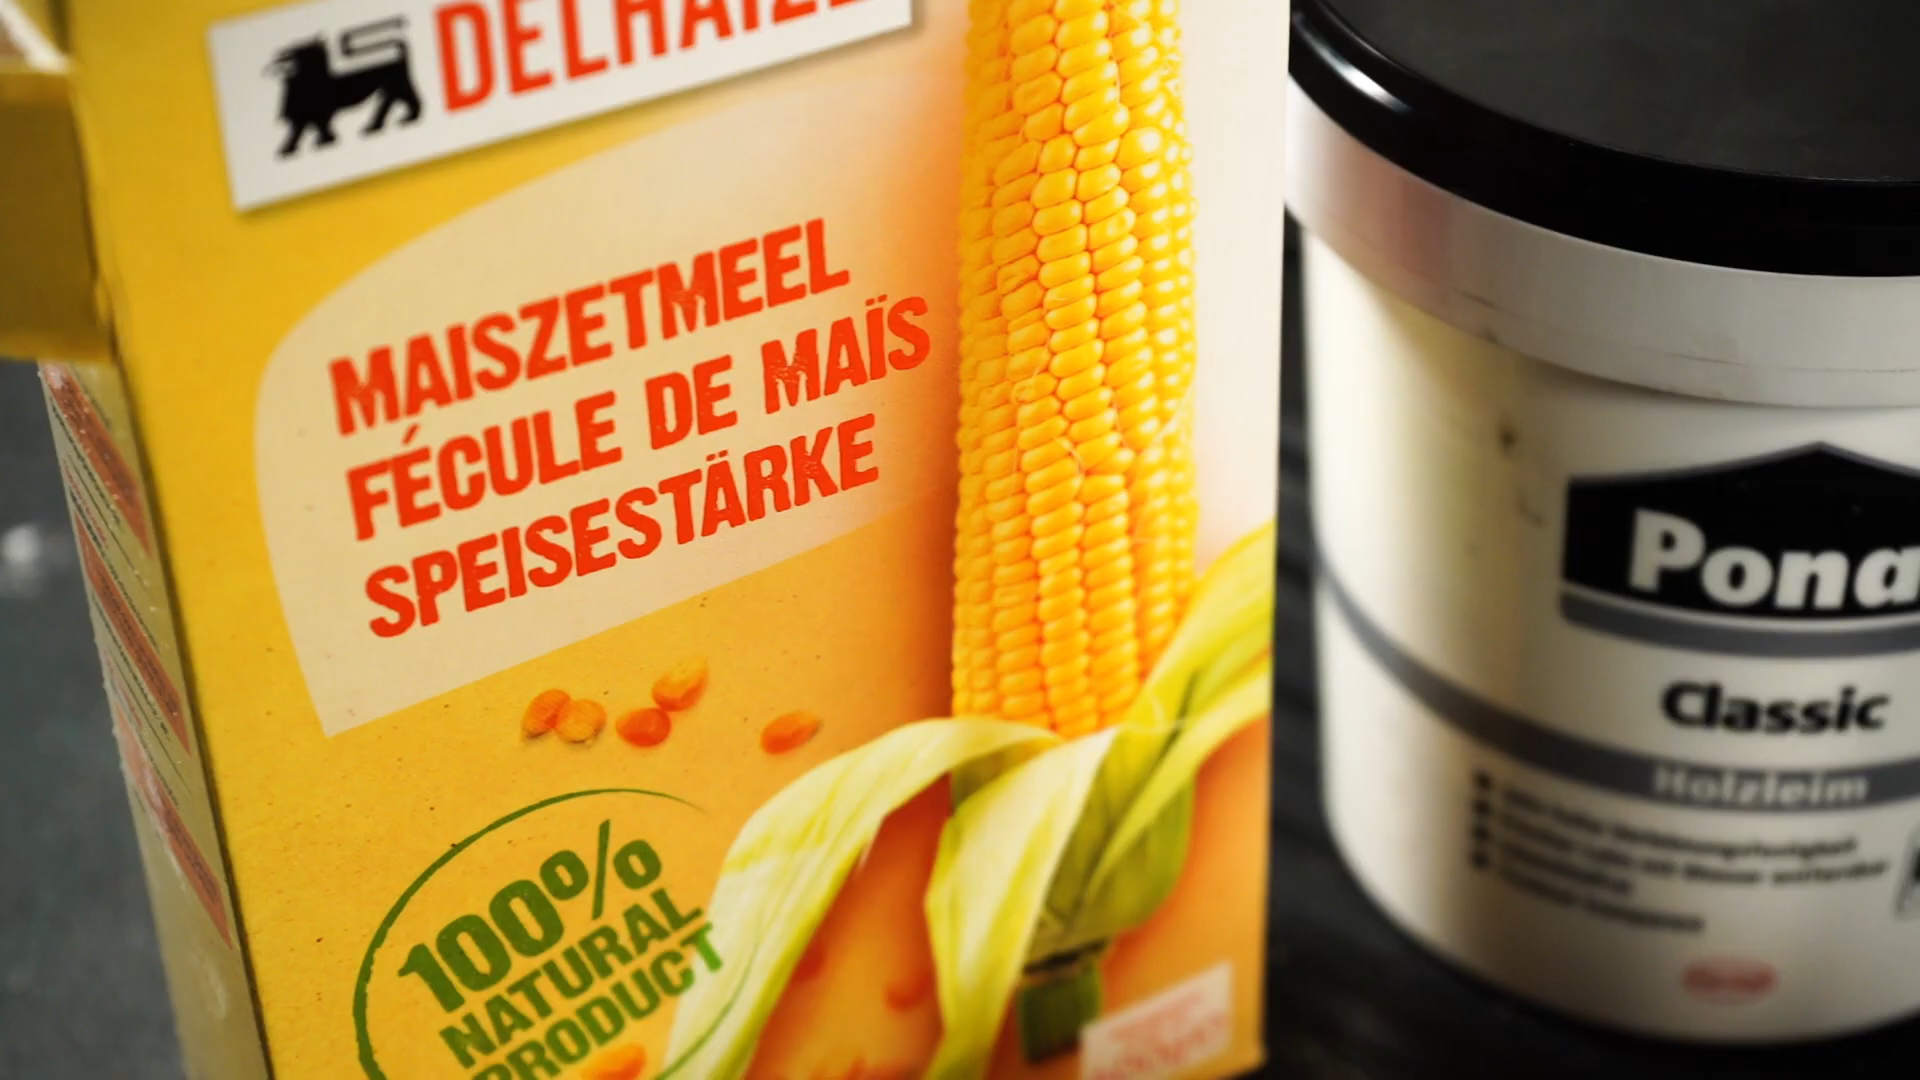 DELHAIZE
MAISZETMEEL
FÉCULE DE MAÏS
SPEISESTÄRKE
100%
NATURAL
PRODUCT
Pona
Classic
Holzleim